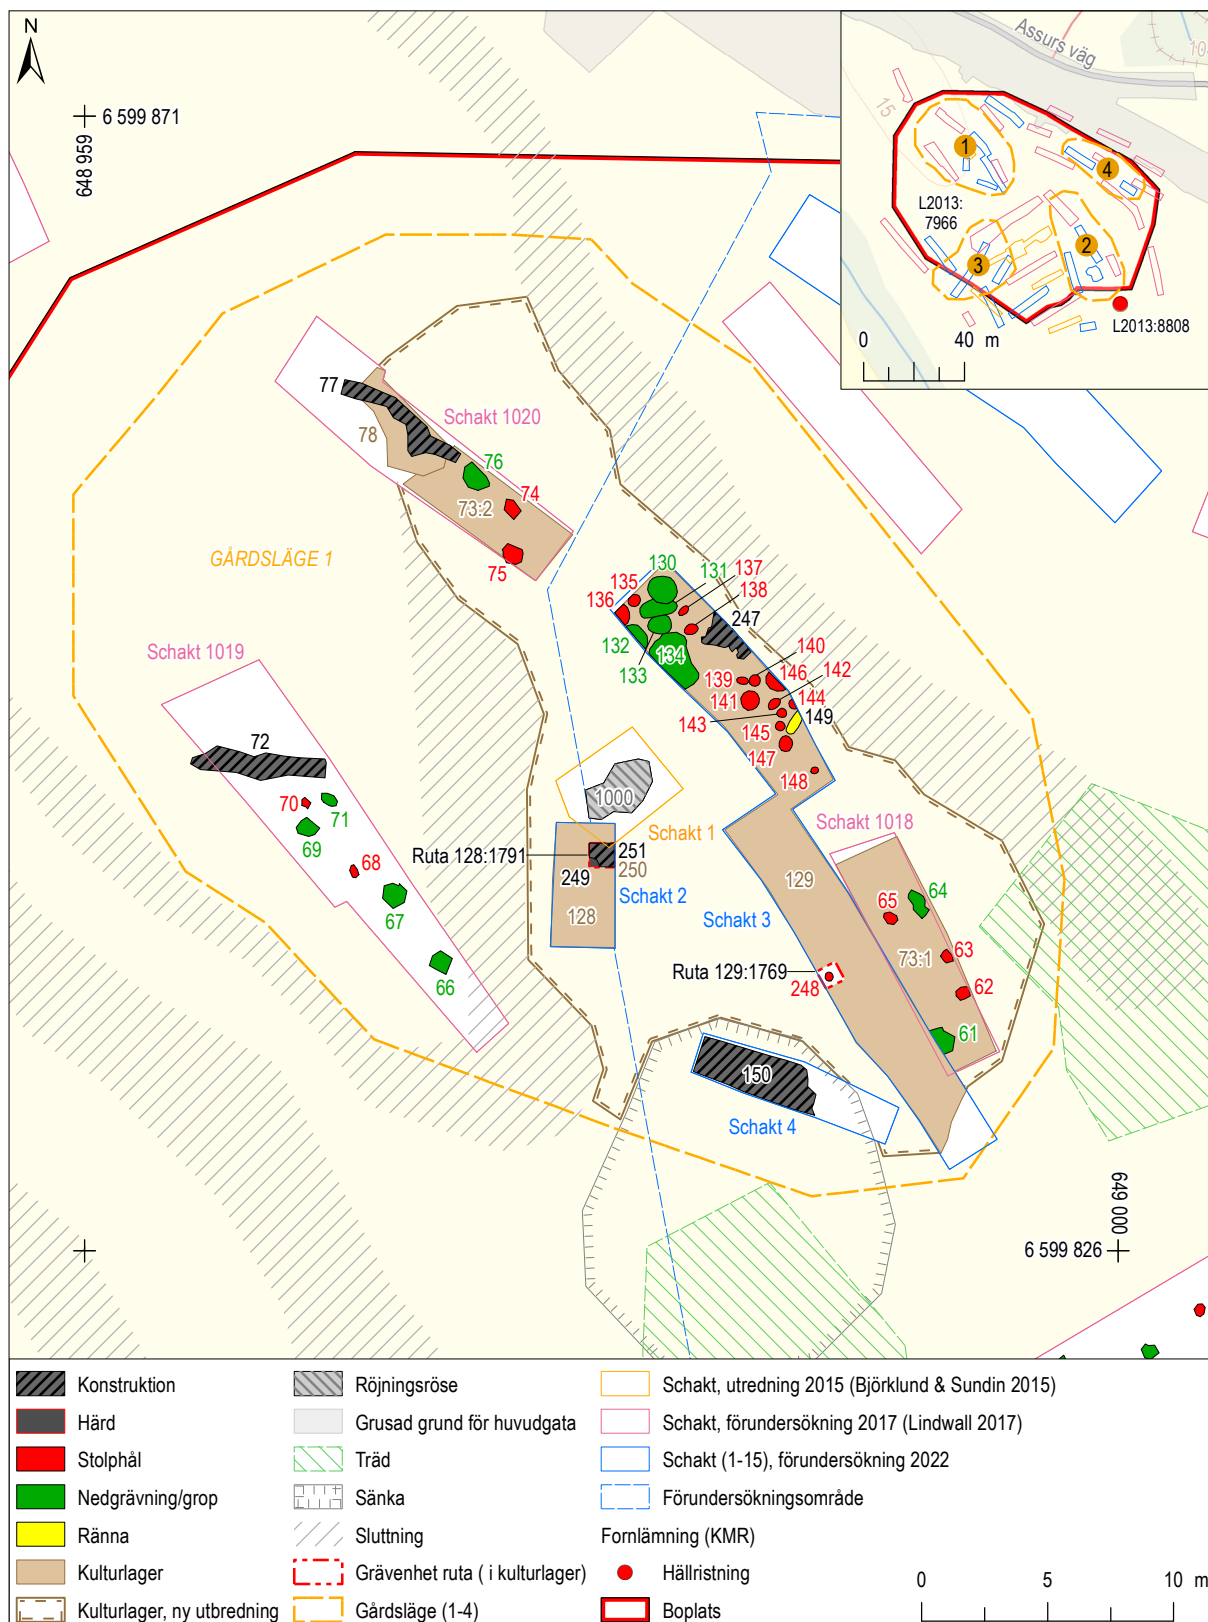 N
6 599 871
648 959
Assurs väg
15
10
1
4
L2013:
7966
2
3
L2013:8808
0 40 m
77
Schakt 1020
78
76
74
73:2
75
GÅRDSLÄGE 1
130
131
137
135
138
136
247
132
134
133
140
Schakt 1019
139
146
142
141
144
143
149
72
145
147
148
70
71
1000
69
Schakt 1
Schakt 1018
68
Ruta 128:1791
251
250
249
129
64
67
128
Schakt 2
65
Schakt 3
63
73:1
66
Ruta 129:1769
248
62
61
150
Schakt 4
649 000
6 599 826
Konstruktion
Härd
Stolphål
Nedgrävning/grop
Ränna
Kulturlager
Kulturlager, ny utbredning
Röjningsröse
Grusad grund för huvudgata
Träd
Sänka
Sluttning
Grävenhet ruta ( i kulturlager)
Gårdsläge (1-4)
Schakt, utredning 2015 (Björklund & Sundin 2015)
Schakt, förundersökning 2017 (Lindwall 2017)
Schakt (1-15), förundersökning 2022
Förundersökningsområde
Fornlämning (KMR)
Hällristning
Boplats
0 5 10 m